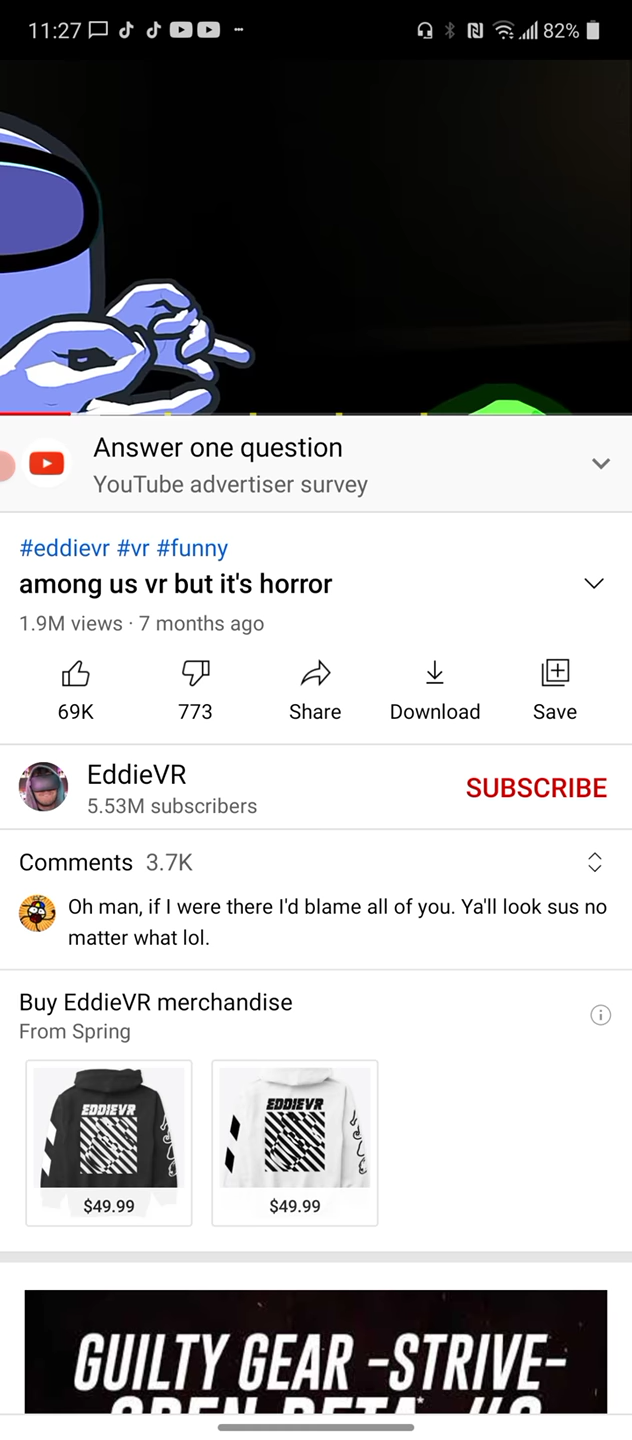 11:27
82%
Answer one question
YouTube advertiser survey
#eddievr #vr #funny
among us vr but it's horror
1.9M views · 7 months ago
69K
773
Share
Download
Save
EddieVR
5.53M subscribers
SUBSCRIBE
Comments 3.7K
Oh man, if I were there I'd blame all of you. Ya'll look sus no
matter what lol.
Buy EddieVR merchandise
From Spring
EDDIEVR
EDDIEVR
$49.99
$49.99
GUILTY GEAR -STRIVE-
OPEN BETA